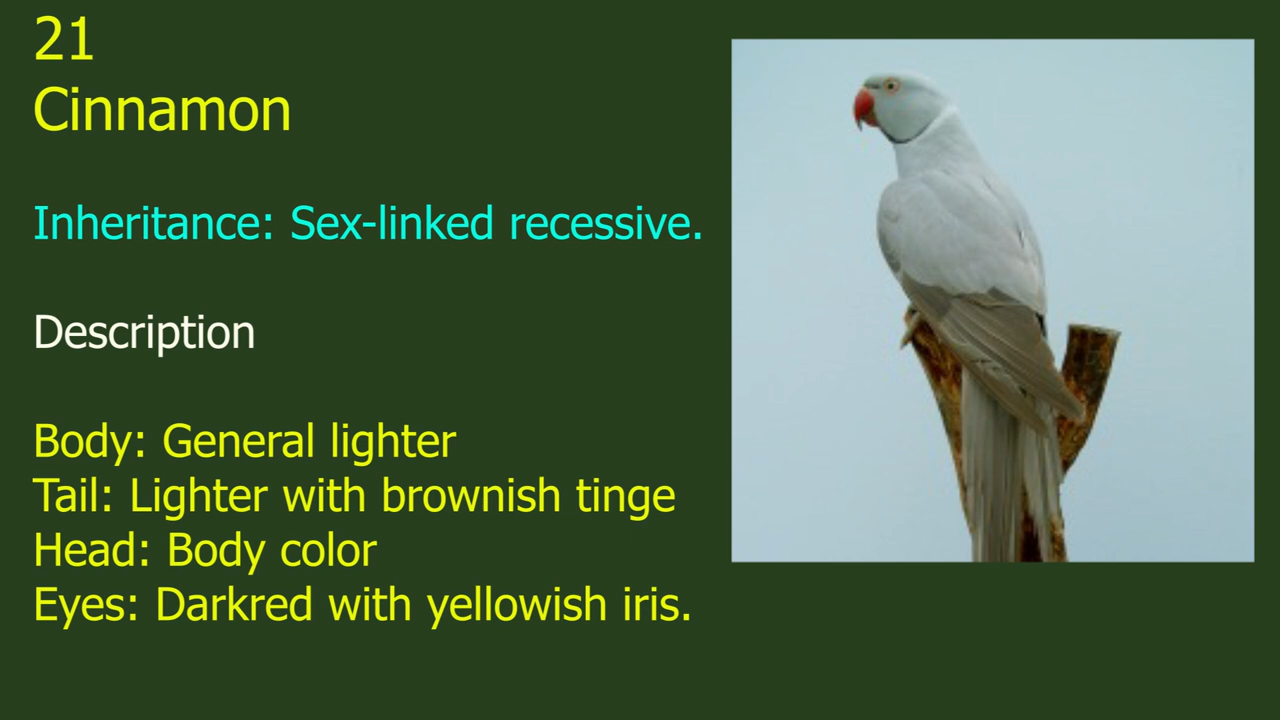 21
Cinnamon
Inheritance: Sex-linked recessive.
Description
Body: General lighter
Tail: Lighter with brownish tinge
Head: Body color
Eyes: Darkred with yellowish iris.